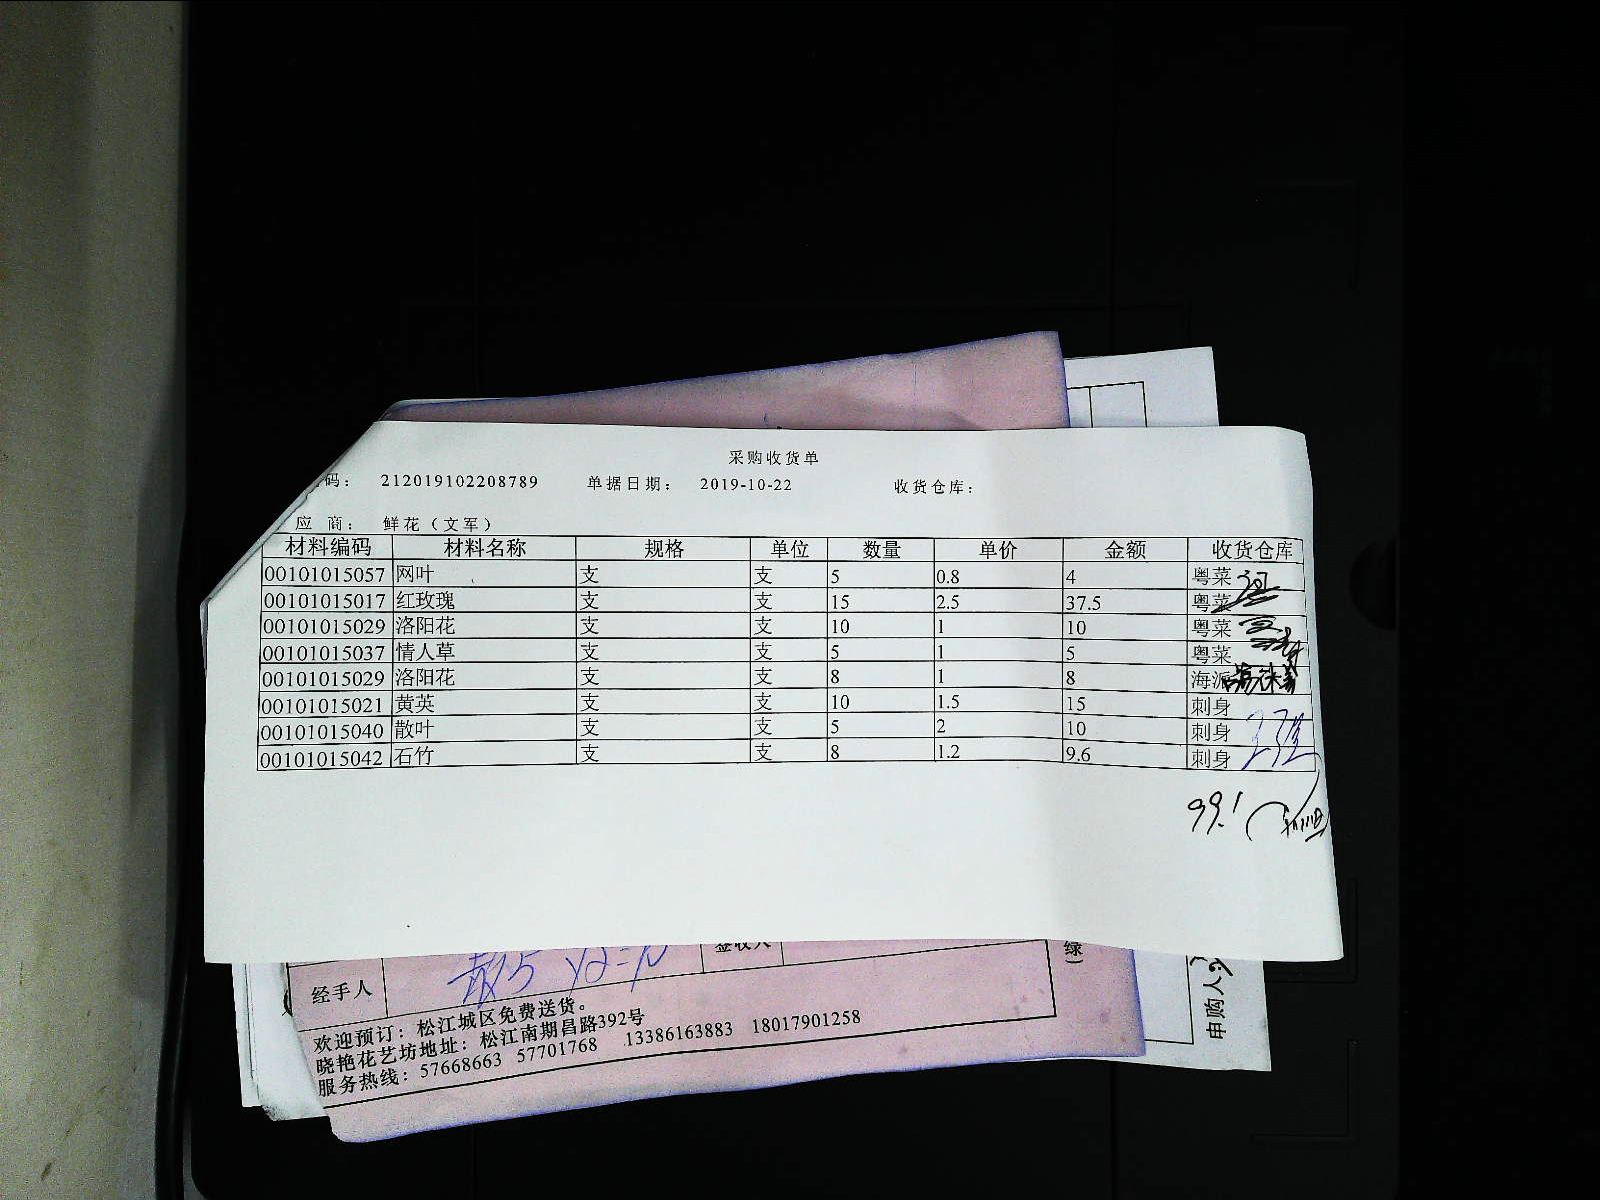 采购收货单
码： 212019102208789 单据日期： 2019-10-22 收货仓库：
应 商： 鲜花（文军）
材料编码 材料名称 规格 单位 数量 单价 金额 收货仓库
00101015057 网叶 支 支 5 0.8 4 粤菜
00101015017 红玫瑰 支 支 15 2.5 37.5 粤菜
00101015029 洛阳花 支 支 10 1 10 粤菜
00101015037 情人草 支 支 5 1 5 粤菜
00101015029 洛阳花 支 支 8 1 8 海派
00101015021 黄英 支 支 10 1.5 15 刺身
00101015040 散叶 支 支 5 2 10 刺身
00101015042 石竹 支 支 8 1.2 9.6 刺身
99.1
签收人
绿）
经手人
申购人
欢迎预订：松江城区免费送货。
晓艳花艺坊地址：松江南期昌路392号
服务热线：57668663 57701768 13386163883 18017901258